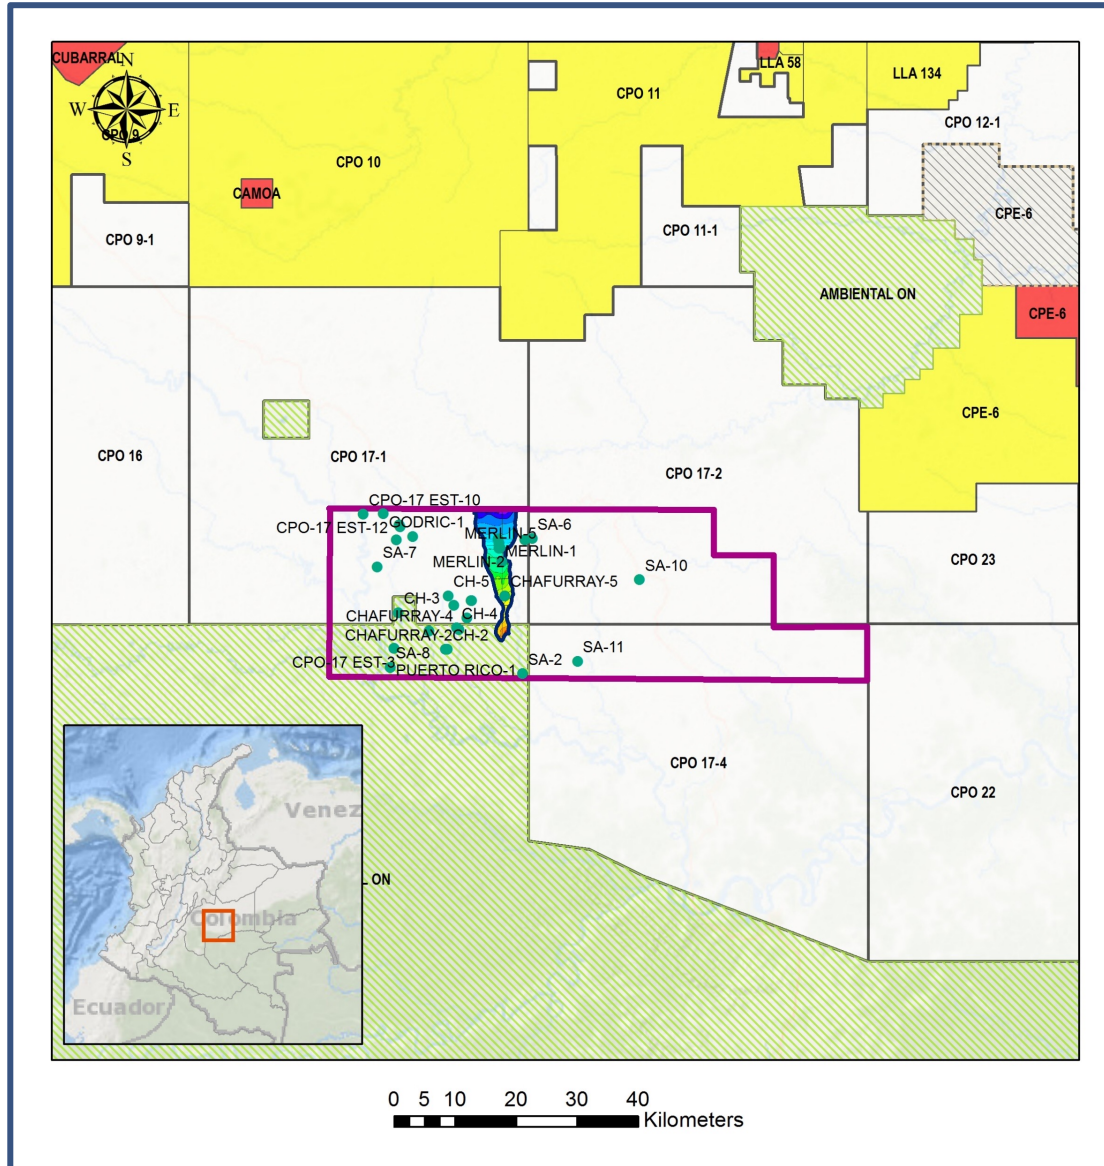 CUBARRAL
N
W
E
S
CPO 9
CPO 10
CAMOA
CPO 9-1
CPO 11
LLA 58
LLA 134
CPO 12-1
CPE-6
CPO 11-1
AMBIENTAL ON
CPE-6
CPE-6
CPO 16
CPO 17-1
CPO 17-2
CPO 23
CPO-17 EST-10
CPO-17 EST-12
GODRIC-1
SA-6
MERLIN-5
MERLIN-1
SA-7
MERLIN-2
SA-10
CH-5
CHAFURRAY-5
CH-3
CHAFURRAY-4
CH-4
CHAFURRAY-2
CH-2
SA-8
SA-11
CPO-17 EST-3
SA-2
PUERTO RICO-1
CPO 17-4
CPO 22
Venez
L ON
Colombia
Ecuador
0 5 10 20 30 40
Kilometers